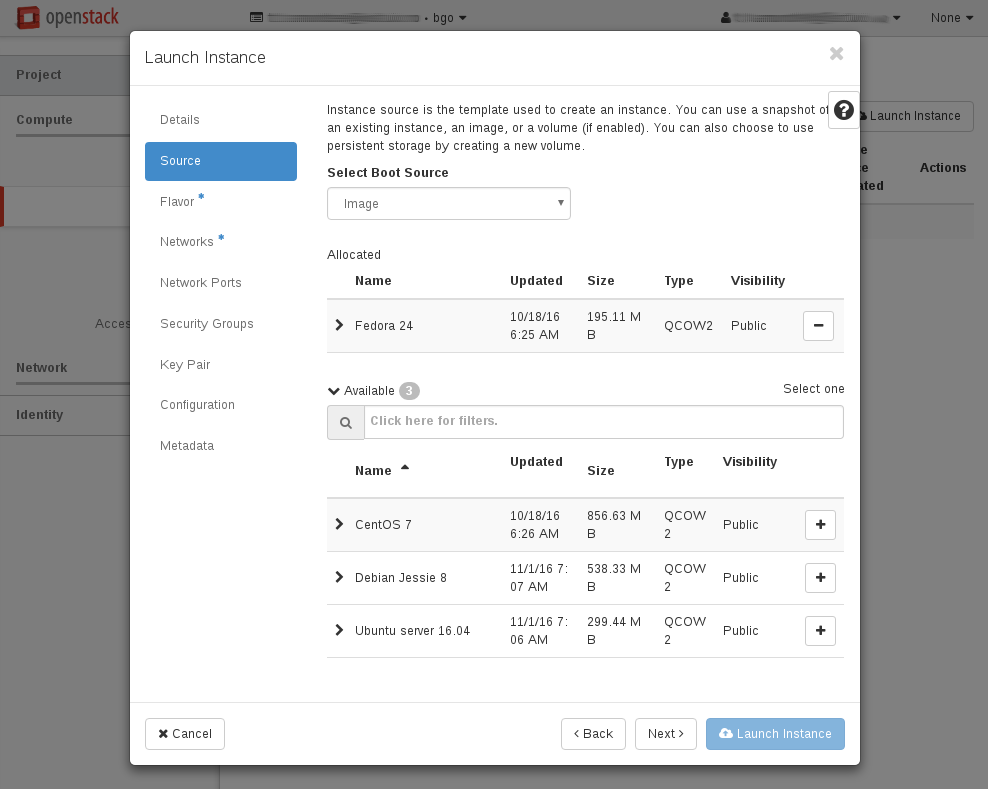 openstack
• bgo
None
Project
Compute
Acces
Network
Identity
Launch Instance
e
e
ated
Actions
Launch Instance
Details
Source
Flavor *
Networks *
Network Ports
Security Groups
Key Pair
Configuration
Metadata
Instance source is the template used to create an instance. You can use a snapshot of
an existing instance, an image, or a volume (if enabled). You can also choose to use
persistent storage by creating a new volume.
Select Boot Source
Image
Allocated
Name Updated Size Type Visibility
Fedora 24 10/18/16 195.11 M QCOW2 Public
6:25 AM B
Available 3 Select one
Click here for filters.
Name Updated Size Type Visibility
CentOS 7 10/18/16 856.63 M QCOW Public
6:26 AM B 2
Debian Jessie 8 11/1/16 7: 538.33 M QCOW Public
07 AM B 2
Ubuntu server 16.04 11/1/16 7: 299.44 M QCOW Public
06 AM B 2
Cancel
< Back
Next >
Launch Instance